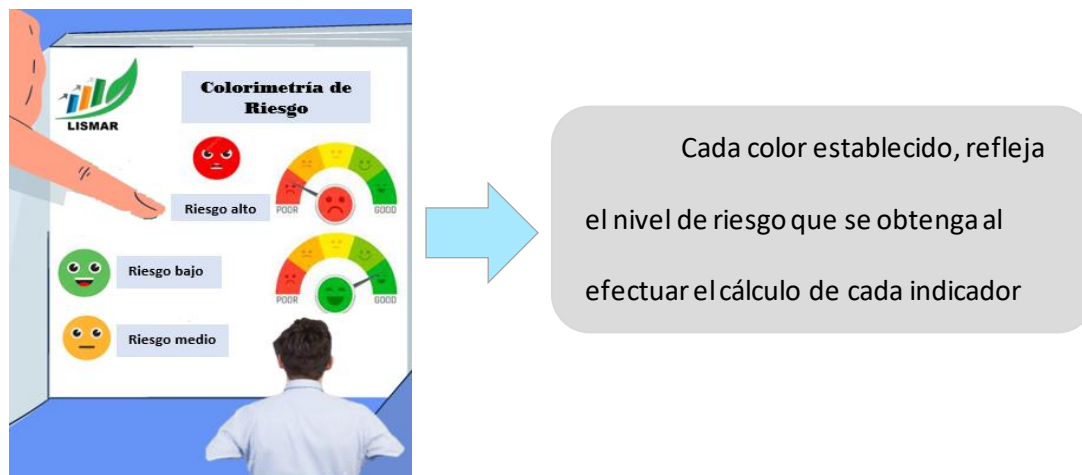 LISMAR
Colorimetría de
Riesgo
Riesgo alto
POOR
GOOD
Riesgo bajo
POOR
GOOD
Riesgo medio
Cada color establecido, refleja
el nivel de riesgo que se obtenga al
efectuar el cálculo de cada indicador